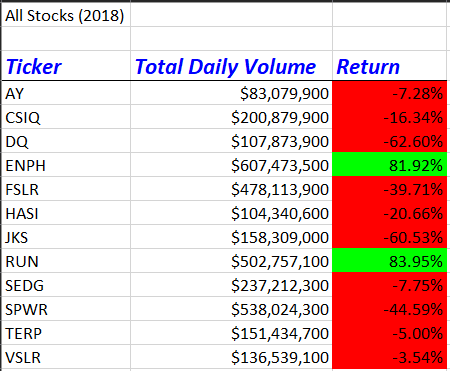 All Stocks (2018)
Ticker Total Daily Volume Return
AY $83,079,900 -7.28%
CSIQ $200,879,900 -16.34%
DQ $107,873,900 -62.60%
ENPH $607,473,500 81.92%
FSLR $478,113,900 -39.71%
HASI $104,340,600 -20.66%
JKS $158,309,000 -60.53%
RUN $502,757,100 83.95%
SEDG $237,212,300 -7.75%
SPWR $538,024,300 -44.59%
TERP $151,434,700 -5.00%
VSLR $136,539,100 -3.54%